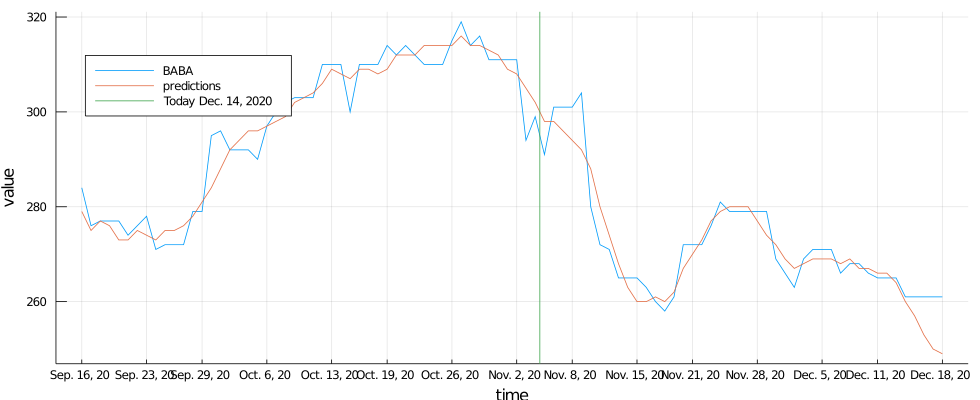 320
300
280
260
value
BABA
predictions
Today Dec. 14, 2020
Sep. 16, 20 Sep. 23, 20 Sep. 29, 20 Oct. 6, 20 Oct. 13, 20 Oct. 19, 20 Oct. 26, 20 Nov. 2, 20 Nov. 8, 20 Nov. 15, 20 Nov. 21, 20 Nov. 28, 20 Dec. 5, 20 Dec. 11, 20 Dec. 18, 20
time